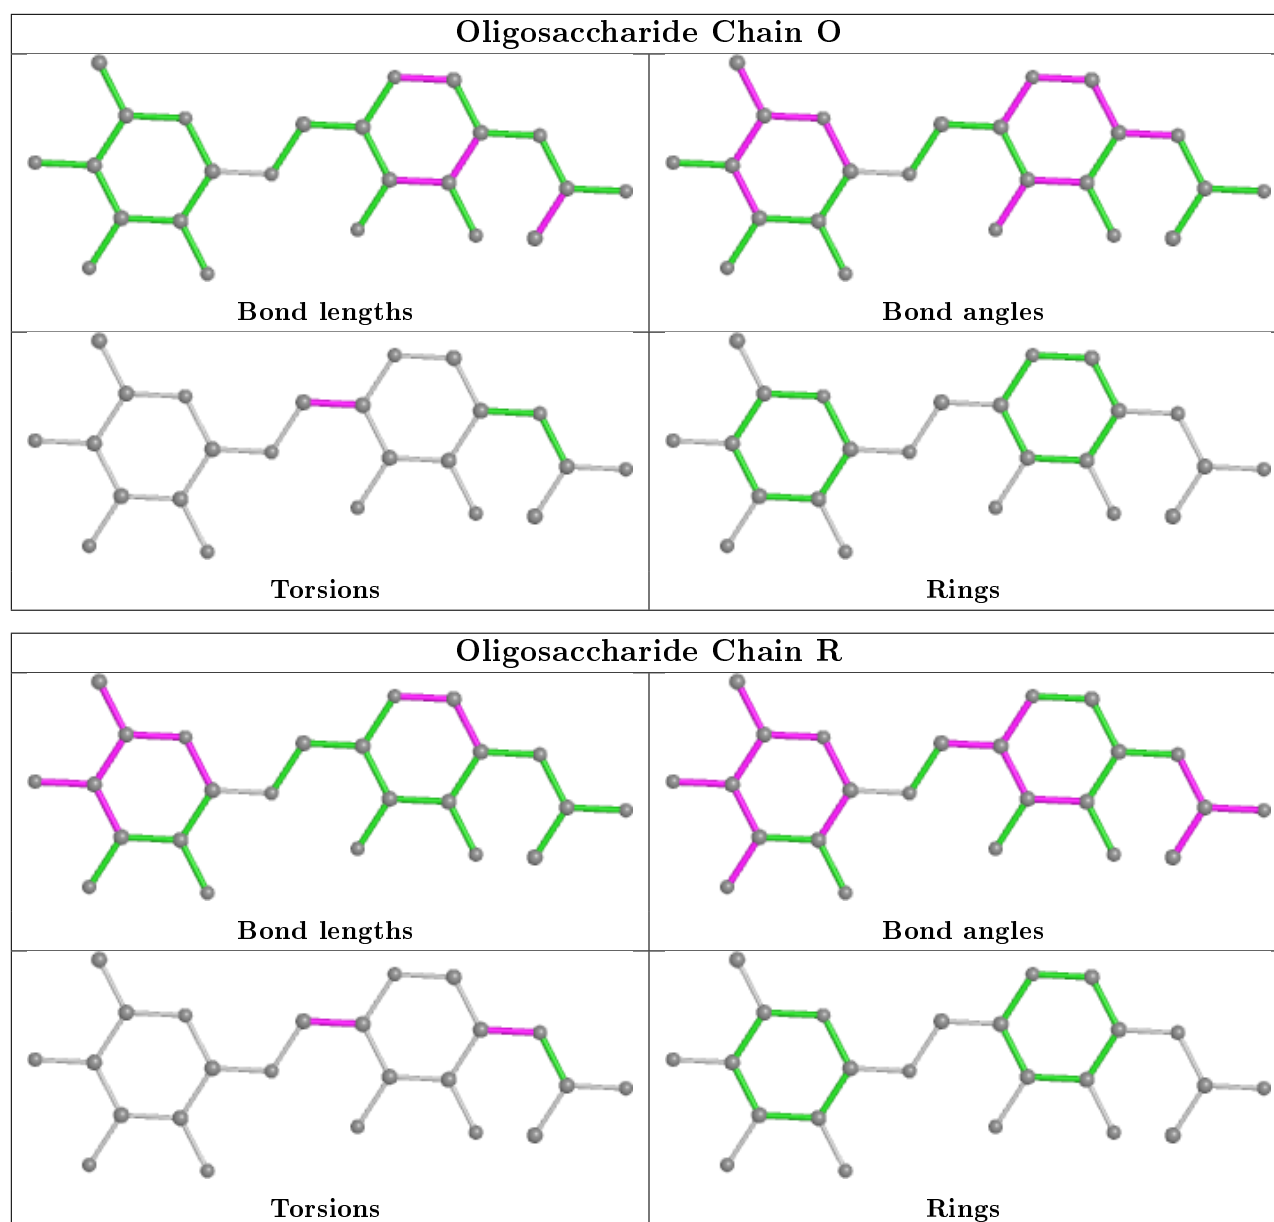 Oligosaccharide Chain O
Bond lengths
Bond angles
Torsions
Rings
Oligosaccharide Chain R
Bond lengths
Bond angles
Torsions
Rings